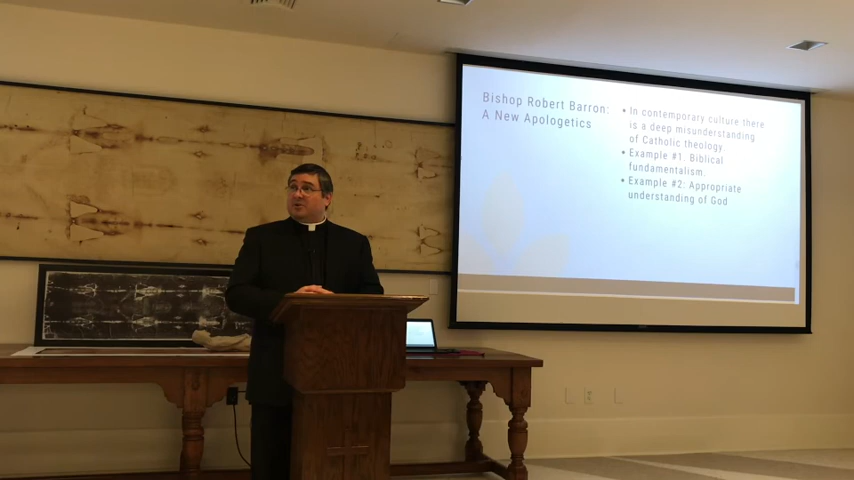 Bishop Robert Barron:
A New Apologetics
• In contemporary culture there
is a deep misunderstanding
of Catholic theology.
• Example #1. Biblical
fundamentalism.
• Example #2: Appropriate
understanding of God